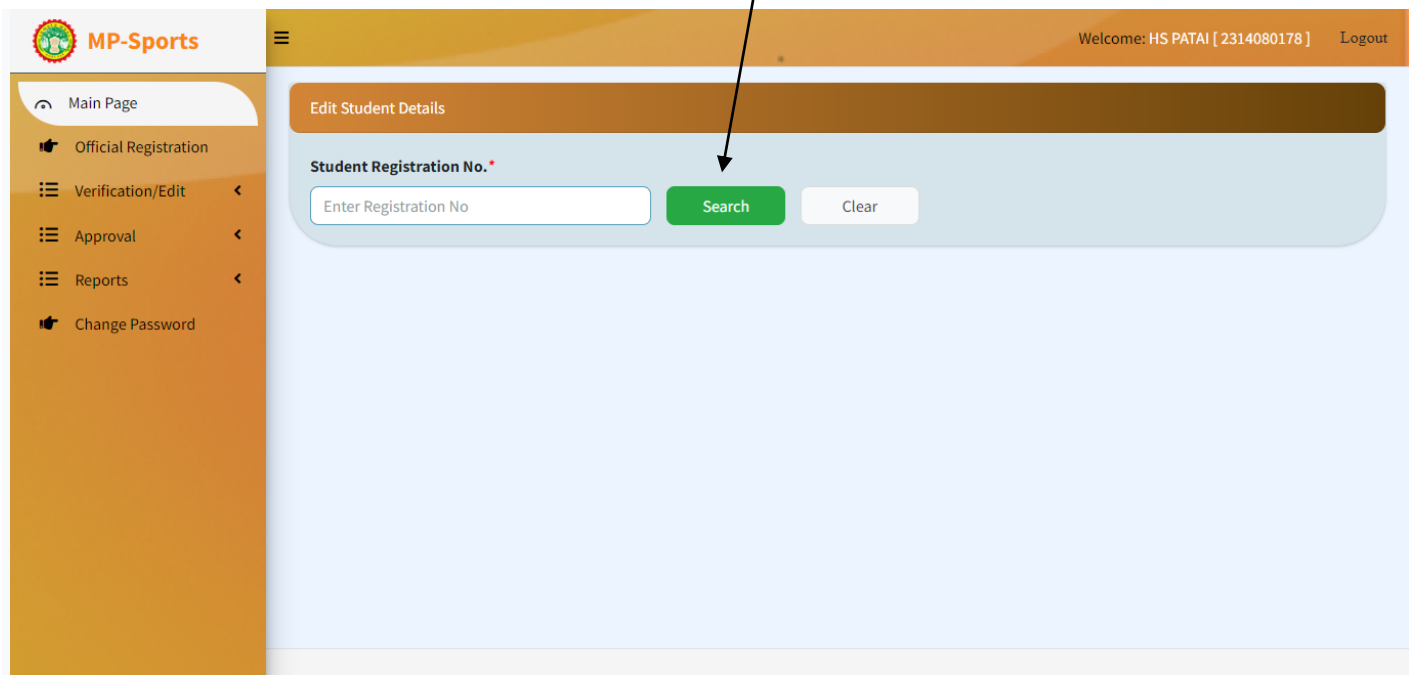 MP-Sports
Welcome: HS PATAI [ 2314080178 ] Logout
Main Page
Official Registration
Verification/Edit
Approval
Reports
Change Password
Edit Student Details
Student Registration No.*
Enter Registration No
Search
Clear